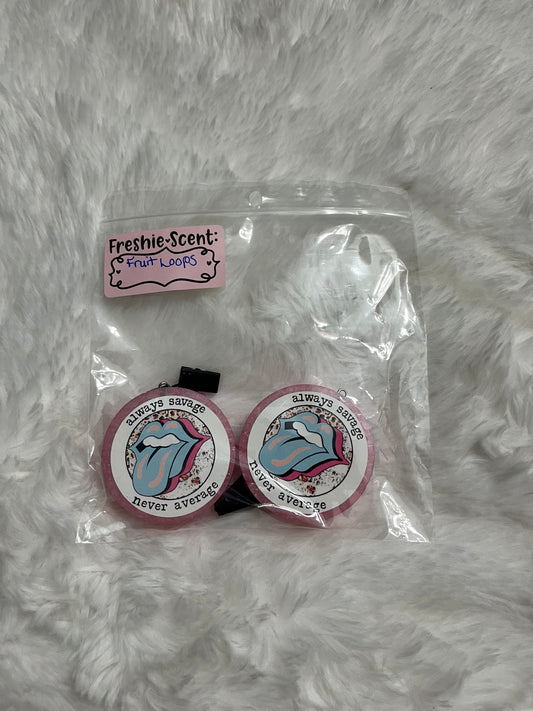 Freshie Scent:
Fruit Loops
always savage
never average
always savage
never average